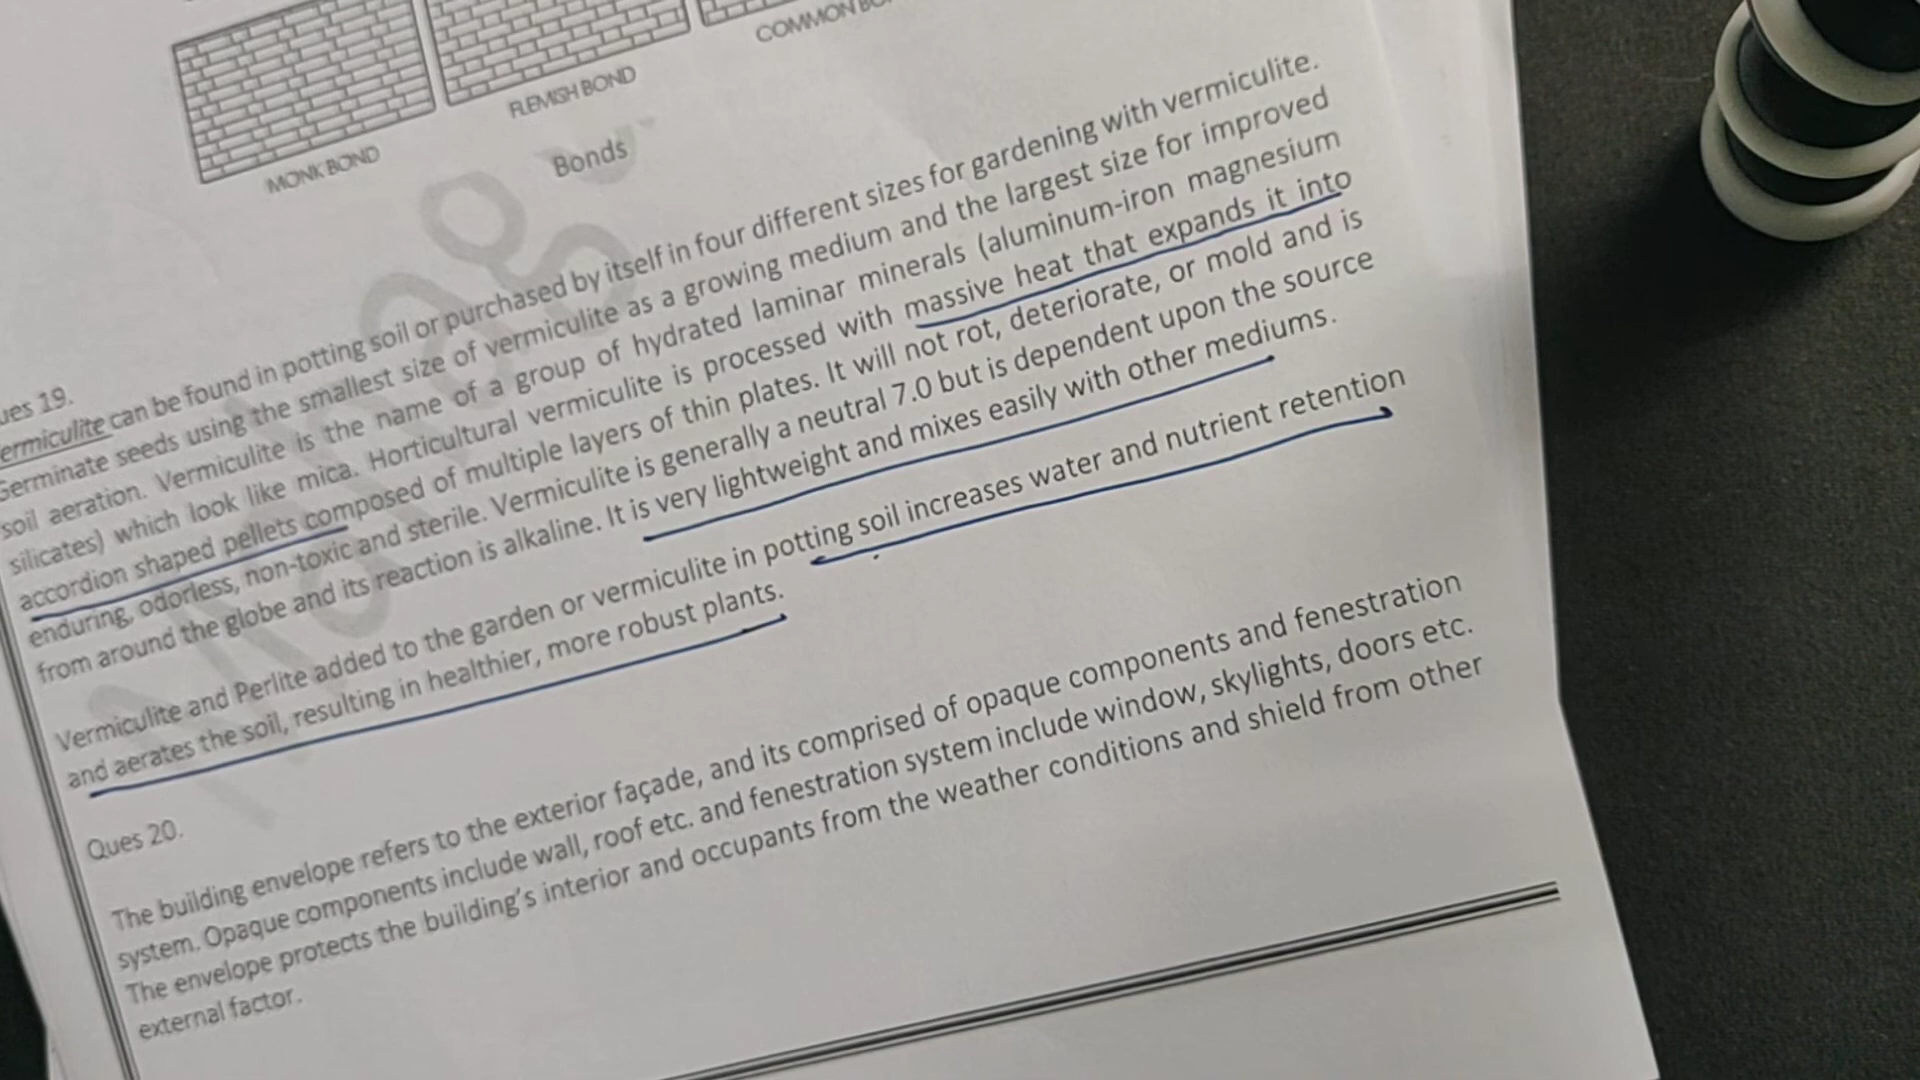 COMMON
FLEMISH BOND
MONK BOND
Bonds
ues 19.
ermiculite can be found in potting soil or purchased by itself in four different sizes for gardening with vermiculite.
Germinate seeds using the smallest size of vermiculite as a growing medium and the largest size for improved
soil aeration. Vermiculite is the name of a group of hydrated laminar minerals (aluminum-iron magnesium
silicates) which look like mica. Horticultural vermiculite is processed with massive heat that expands it into
accordion shaped pellets composed of multiple layers of thin plates. It will not rot, deteriorate, or mold and is
enduring, odorless, non-toxic and sterile. Vermiculite is generally a neutral 7.0 but is dependent upon the source
from around the globe and its reaction is alkaline. It is very lightweight and mixes easily with other mediums.
Vermiculite and Perlite added to the garden or vermiculite in potting soil increases water and nutrient retention
and aerates the soil, resulting in healthier, more robust plants.
Ques 20.
The building envelope refers to the exterior façade, and its comprised of opaque components and fenestration
system. Opaque components include wall, roof etc. and fenestration system include window, skylights, doors etc.
The envelope protects the building's interior and occupants from the weather conditions and shield from other
external factor.